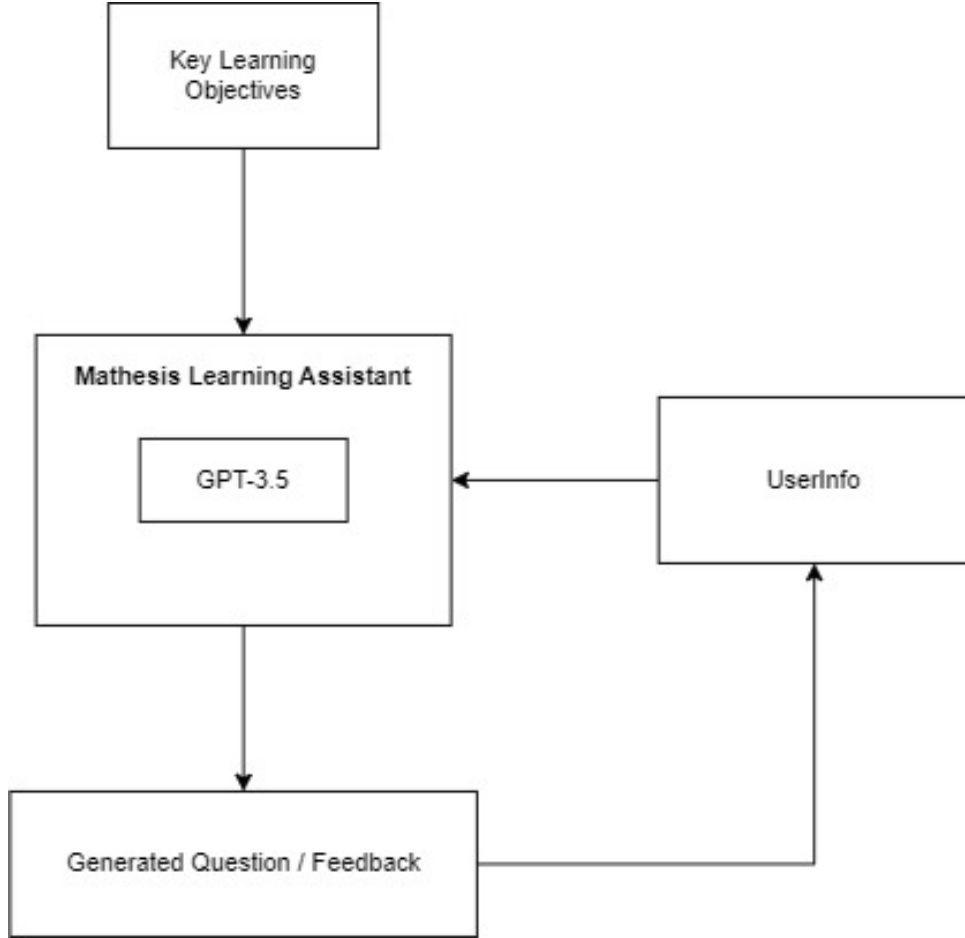 Key Learning
Objectives
Mathesis Learning Assistant
GPT-3.5
UserInfo
Generated Question / Feedback